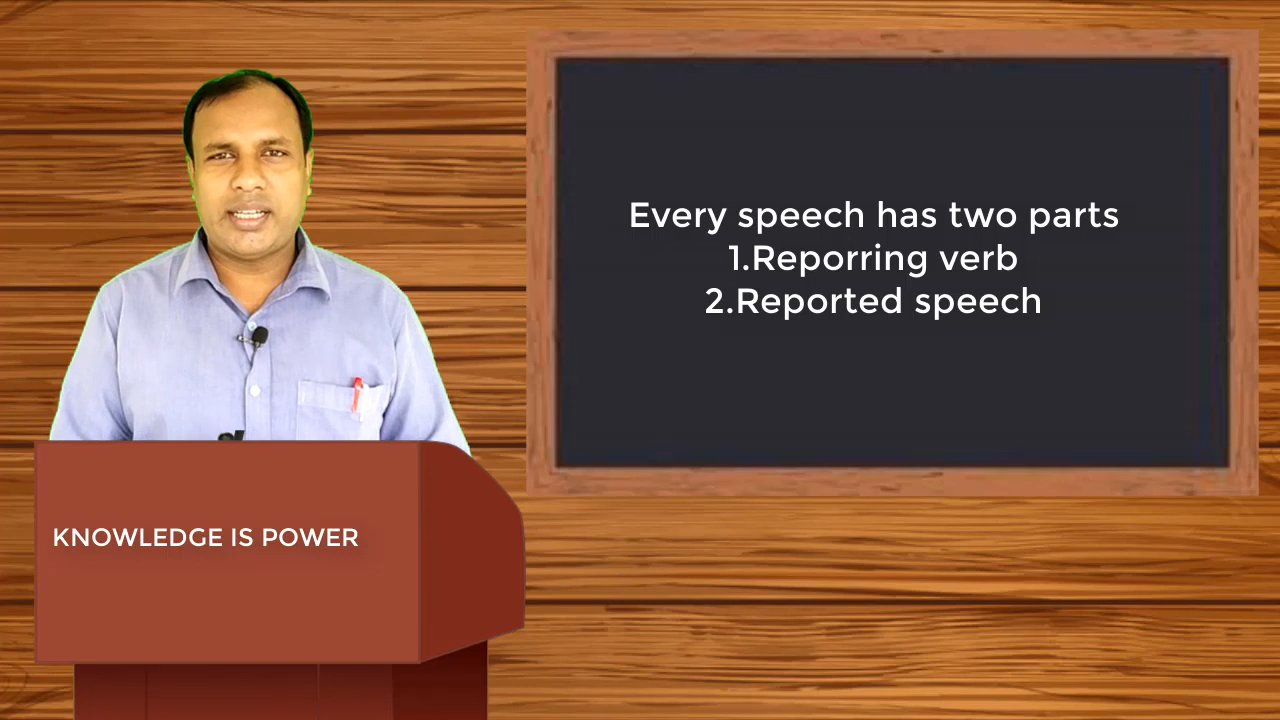 Every speech has two parts
1.Reporring verb
2.Reported speech
KNOWLEDGE IS POWER